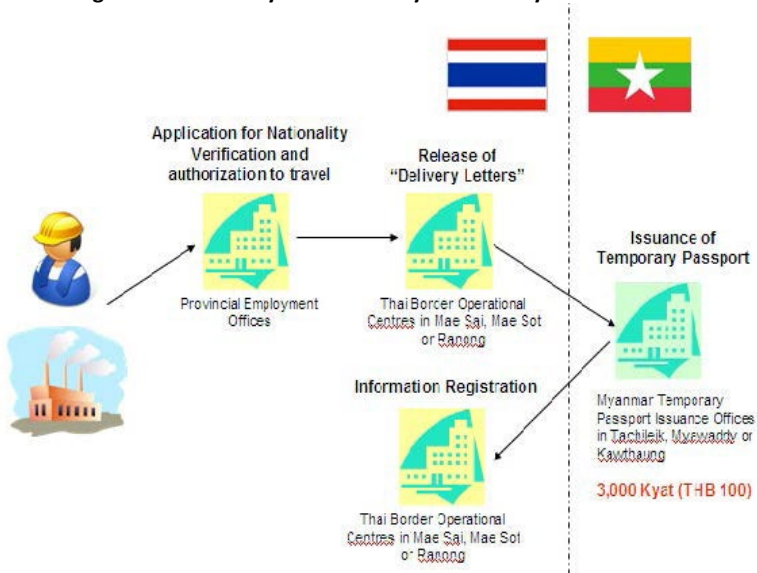 Application for Nationality
Verification and
authorization to travel
Provincial Employment
Offices
Release of
“Delivery Letters”
Thai Border Operational
Centres in Mae Sai, Mae Sot
or Ranong
Issuance of
Temporary Passport
Myanmar Temporary
Passport Issuance Offices
in Tachileik, Myawaddy or
Kawthaung
3,000 Kyat (THB 100)
Information Registration
Thai Border Operational
Centres in Mae Sai, Mae Sot
or Ranong